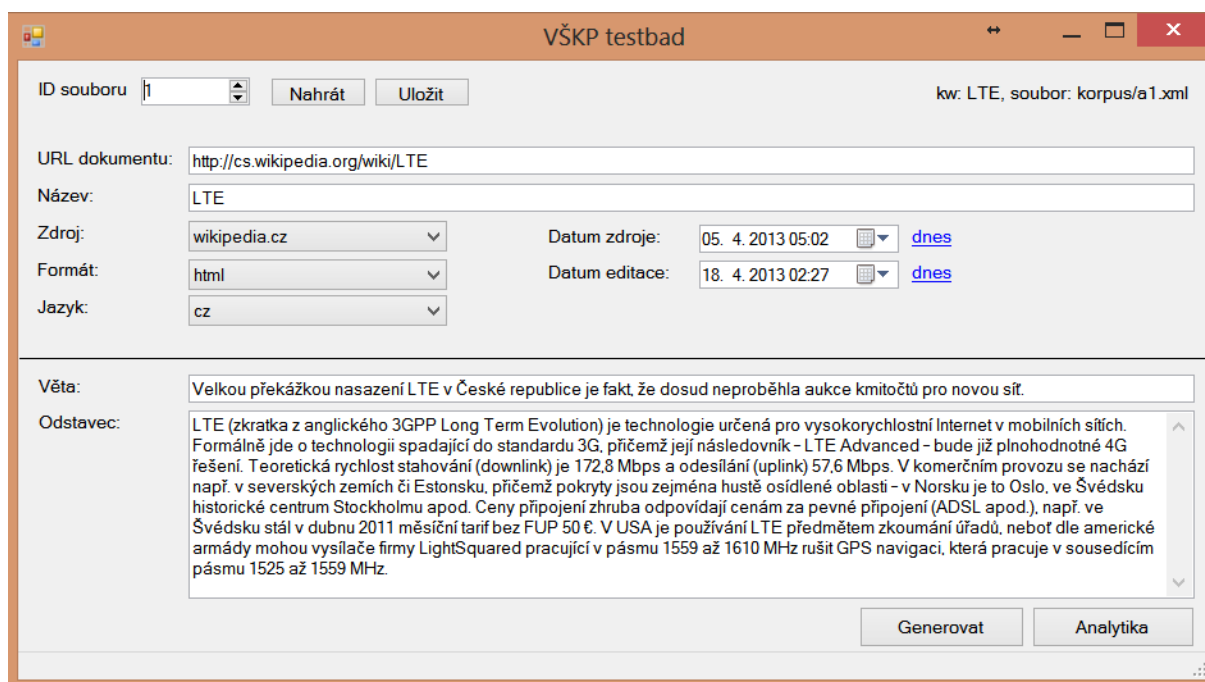 VŠKP testbad
ID souboru 1 Nahrát Uložit kw: LTE, soubor: korpus/a1.xml
URL dokumentu: http://cs.wikipedia.org/wiki/LTE
Název: LTE
Zdroj: wikipedia.cz Datum zdroje: 05. 4. 2013 05:02 dnes
Formát: html Datum editace: 18. 4. 2013 02:27 dnes
Jazyk: cz
Věta: Velkou překážkou nasazení LTE v České republice je fakt, že dosud neproběhla aukce kmitočtů pro novou síť.
Odstavec: LTE (zkratka z anglického 3GPP Long Term Evolution) je technologie určená pro vysokorychlostní Internet v mobilních sítích.
Formálně jde o technologii spadající do standardu 3G, přičemž její následovník – LTE Advanced – bude již plnohodnotné 4G
řešení. Teoretická rychlost stahování (downlink) je 172,8 Mbps a odesílání (uplink) 57,6 Mbps. V komerčním provozu se nachází
např. v severských zemích či Estonsku, přičemž pokryty jsou zejména hustě osídlené oblasti – v Norsku je to Oslo, ve Švédsku
historické centrum Stockholmu apod. Ceny připojení zhruba odpovídají cenám za pevné připojení (ADSL apod.), např. ve
Švédsku stál v dubnu 2011 měsíční tarif bez FUP 50 €. V USA je používání LTE předmětem zkoumání úřadů, neboť dle americké
armády mohou vysílače firmy LightSquared pracující v pásmu 1559 až 1610 MHz rušit GPS navigaci, která pracuje v sousedícím
pásmu 1525 až 1559 MHz.
Generovat Analytika